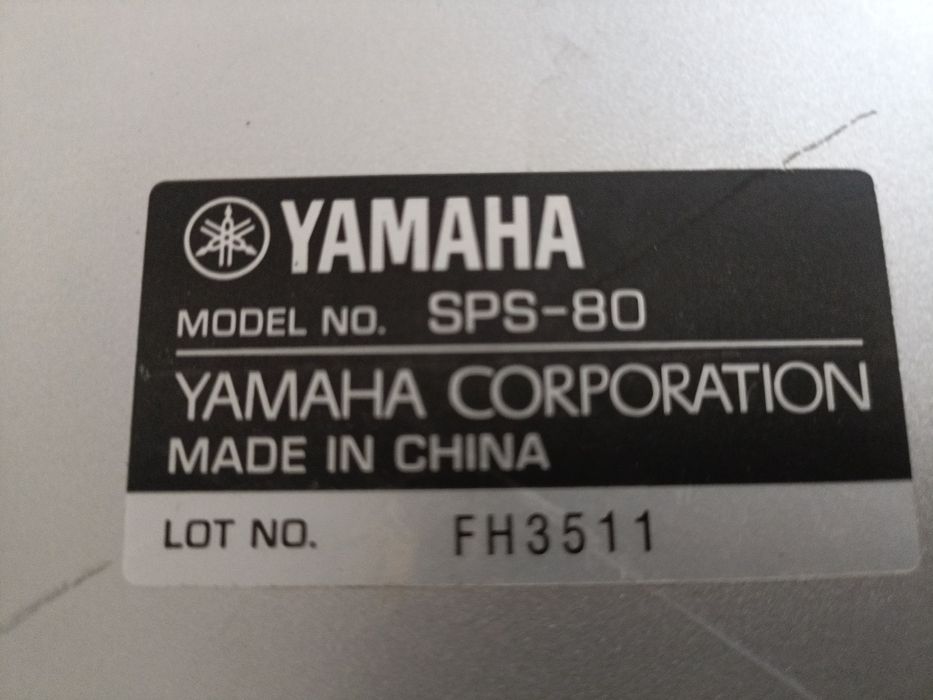 YAMAHA
MODEL NO. SPS-80
YAMAHA CORPORATION
MADE IN CHINA
LOT NO. FH3511